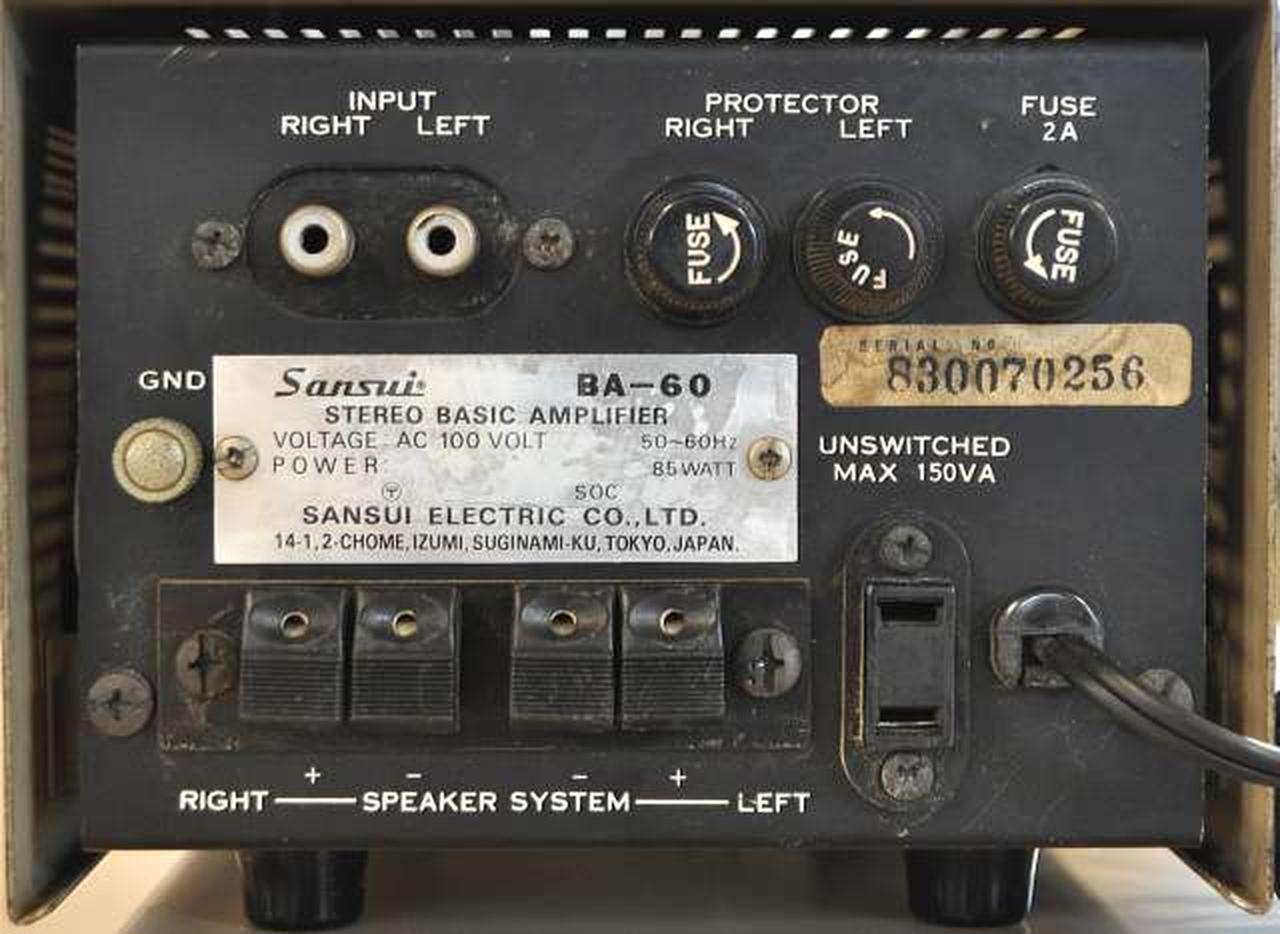 INPUT
RIGHT LEFT
PROTECTOR
RIGHT LEFT
FUSE
2A
FUSE
FUSE
FUSE
SERIAL NO.
830070256
GND
Sansui BA-60
STEREO BASIC AMPLIFIER
VOLTAGE: AC 100 VOLT 50~60Hz
POWER 85 WATT
SOC
SANSUI ELECTRIC CO.,LTD.
14-1, 2-CHOME, IZUMI, SUGINAMI-KU, TOKYO, JAPAN.
UNSWITCHED
MAX 150VA
+ − − +
RIGHT SPEAKER SYSTEM LEFT